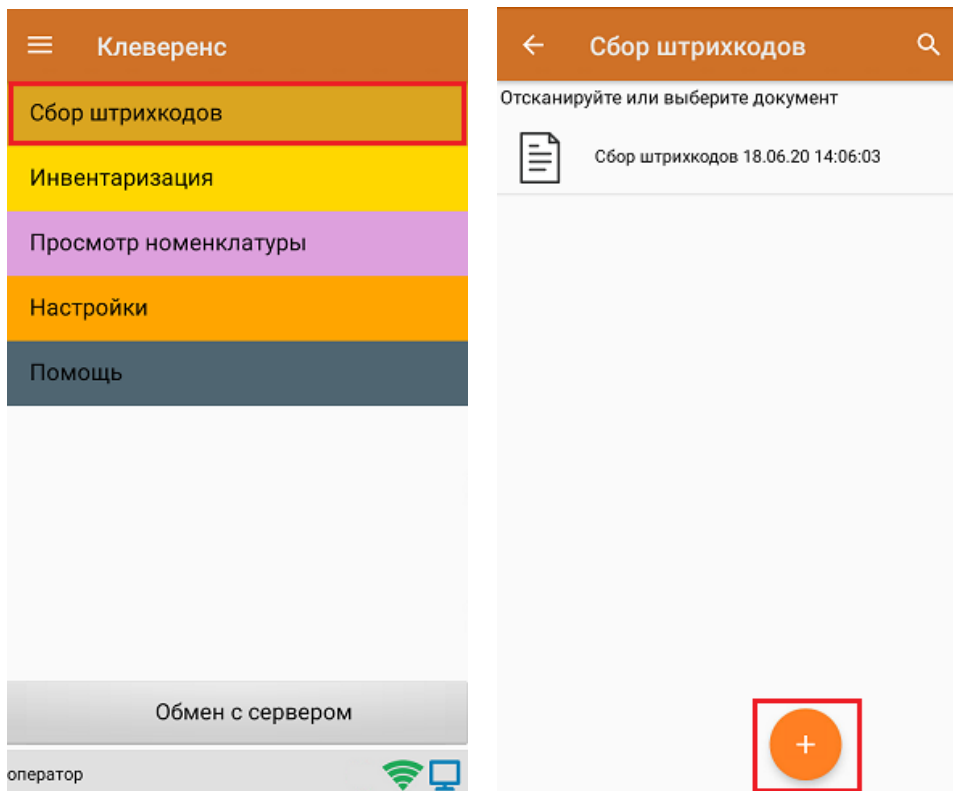 Клеверенс
Сбор штрихкодов
Инвентаризация
Просмотр номенклатуры
Настройки
Помощь
Обмен с сервером
оператор
Сбор штрихкодов
Отсканируйте или выберите документ
Сбор штрихкодов 18.06.20 14:06:03
+